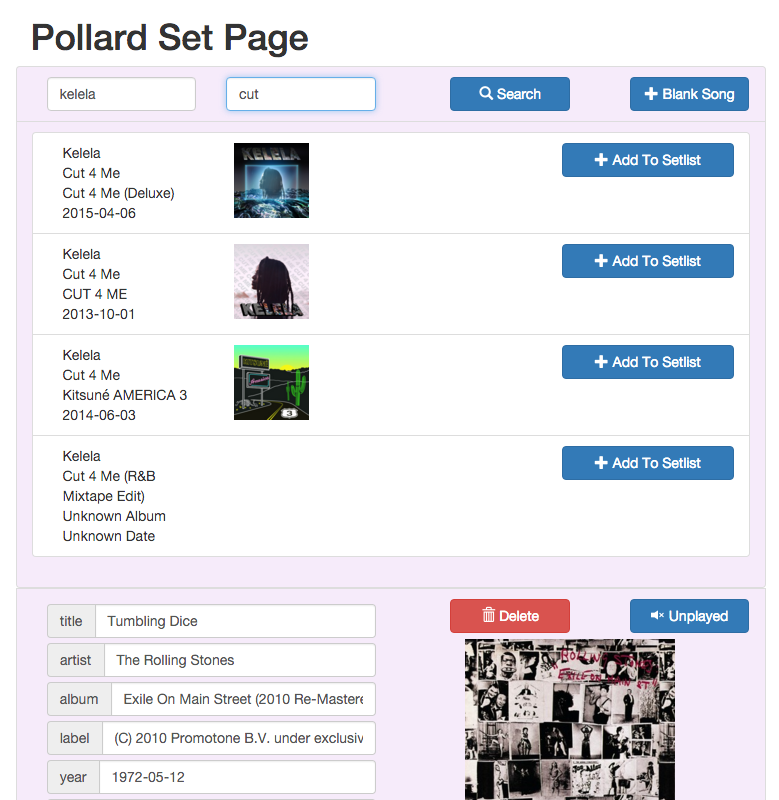 Pollard Set Page
kelela
cut
Search
Blank Song
Kelela
Cut 4 Me
Cut 4 Me (Deluxe)
2015-04-06
KELELA
Add To Setlist
Kelela
Cut 4 Me
CUT 4 ME
2013-10-01
KELELA
Add To Setlist
Kelela
Cut 4 Me
Kitsuné AMERICA 3
2014-06-03
3
Add To Setlist
Kelela
Cut 4 Me (R&B
Mixtape Edit)
Unknown Album
Unknown Date
Add To Setlist
title
Tumbling Dice
Delete
Unplayed
artist
The Rolling Stones
album
Exile On Main Street (2010 Re-Mastere
label
(C) 2010 Promotone B.V. under exclusiv
year
1972-05-12
ROLLING STONES
EXILE ON MAIN ST